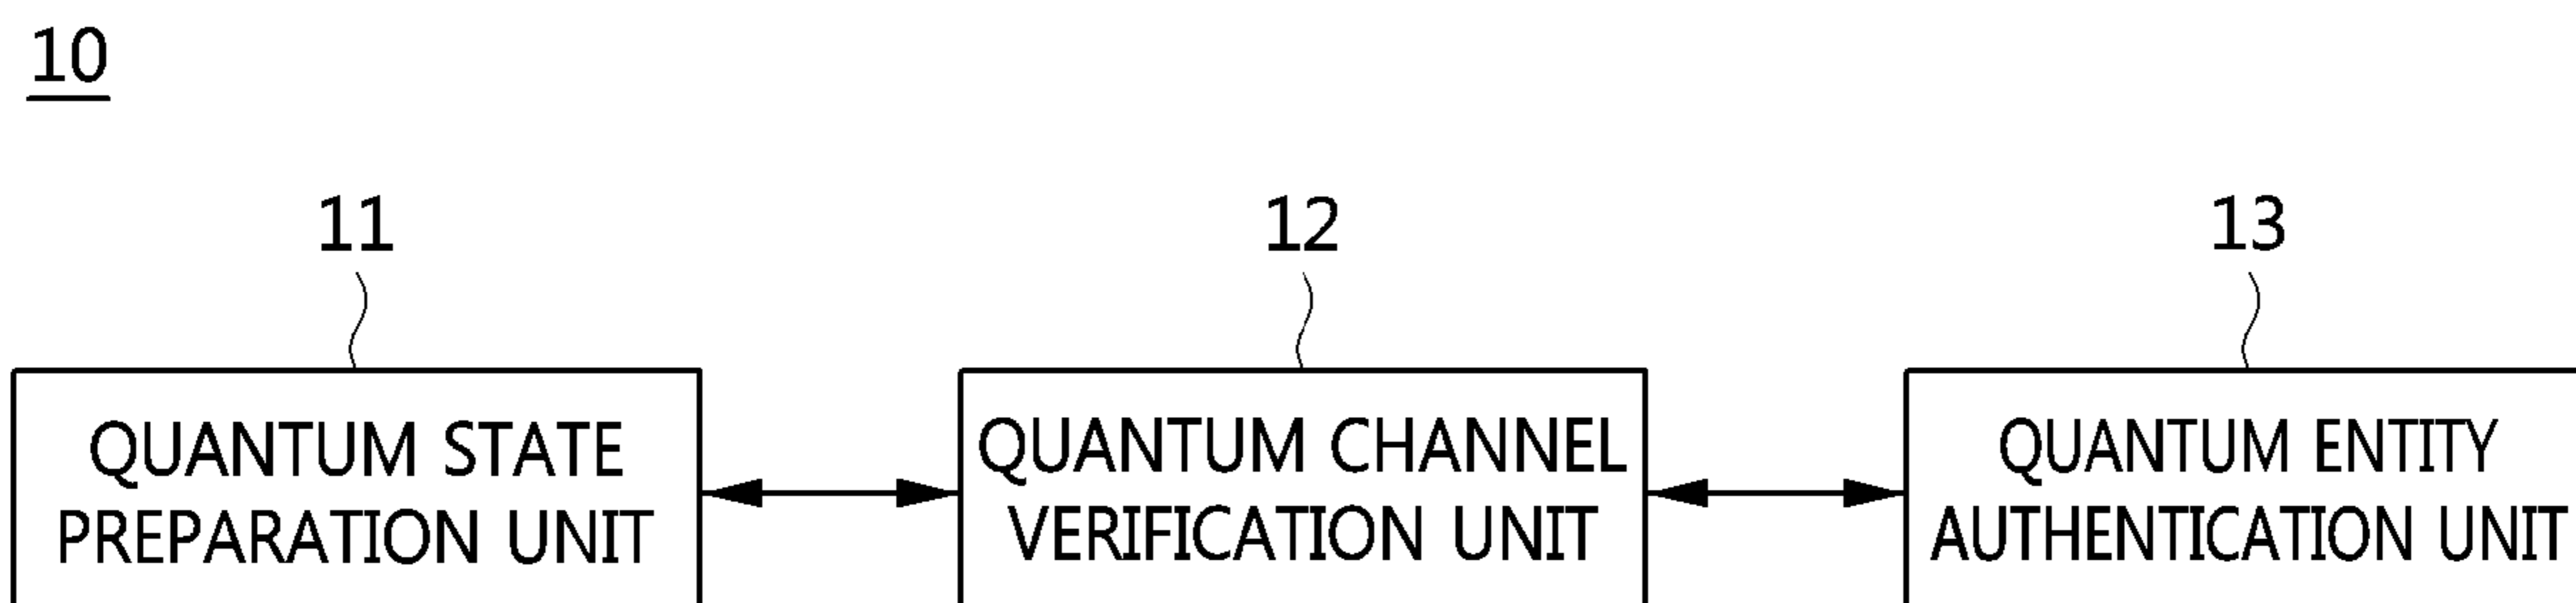 10
11
12
13
QUANTUM STATE
PREPARATION UNIT
QUANTUM CHANNEL
VERIFICATION UNIT
QUANTUM ENTITY
AUTHENTICATION UNIT